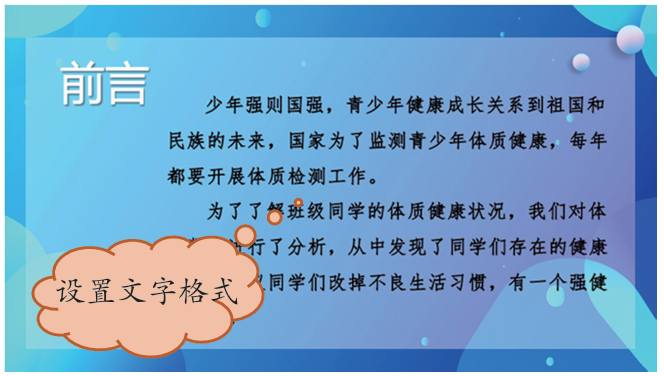 前言
少年强则国强，青少年健康成长关系到祖国和
民族的未来，国家为了监测青少年体质健康，每年
都要开展体质检测工作。
为了了解班级同学的体质健康状况，我们对体
行了分析，从中发现了同学们存在的健康
同学们改掉不良生活习惯，有一个强健
设置文字格式